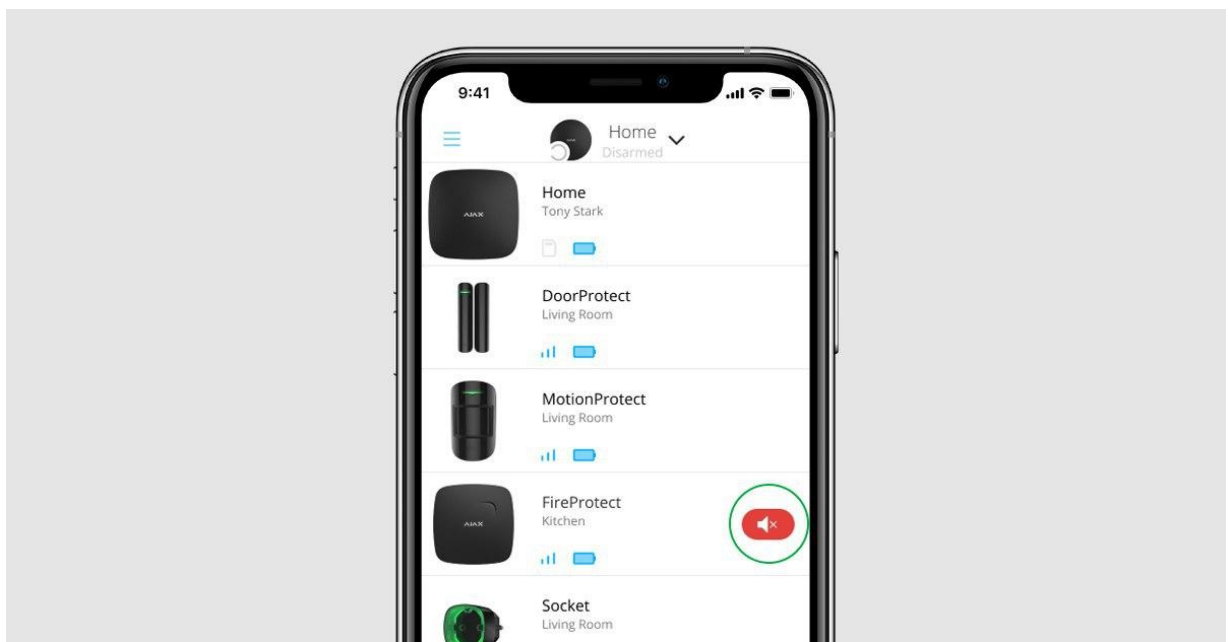 9:41
Home
Disarmed
AJAX
Home
Tony Stark
DoorProtect
Living Room
MotionProtect
Living Room
AJAX
FireProtect
Kitchen
Socket
Living Room